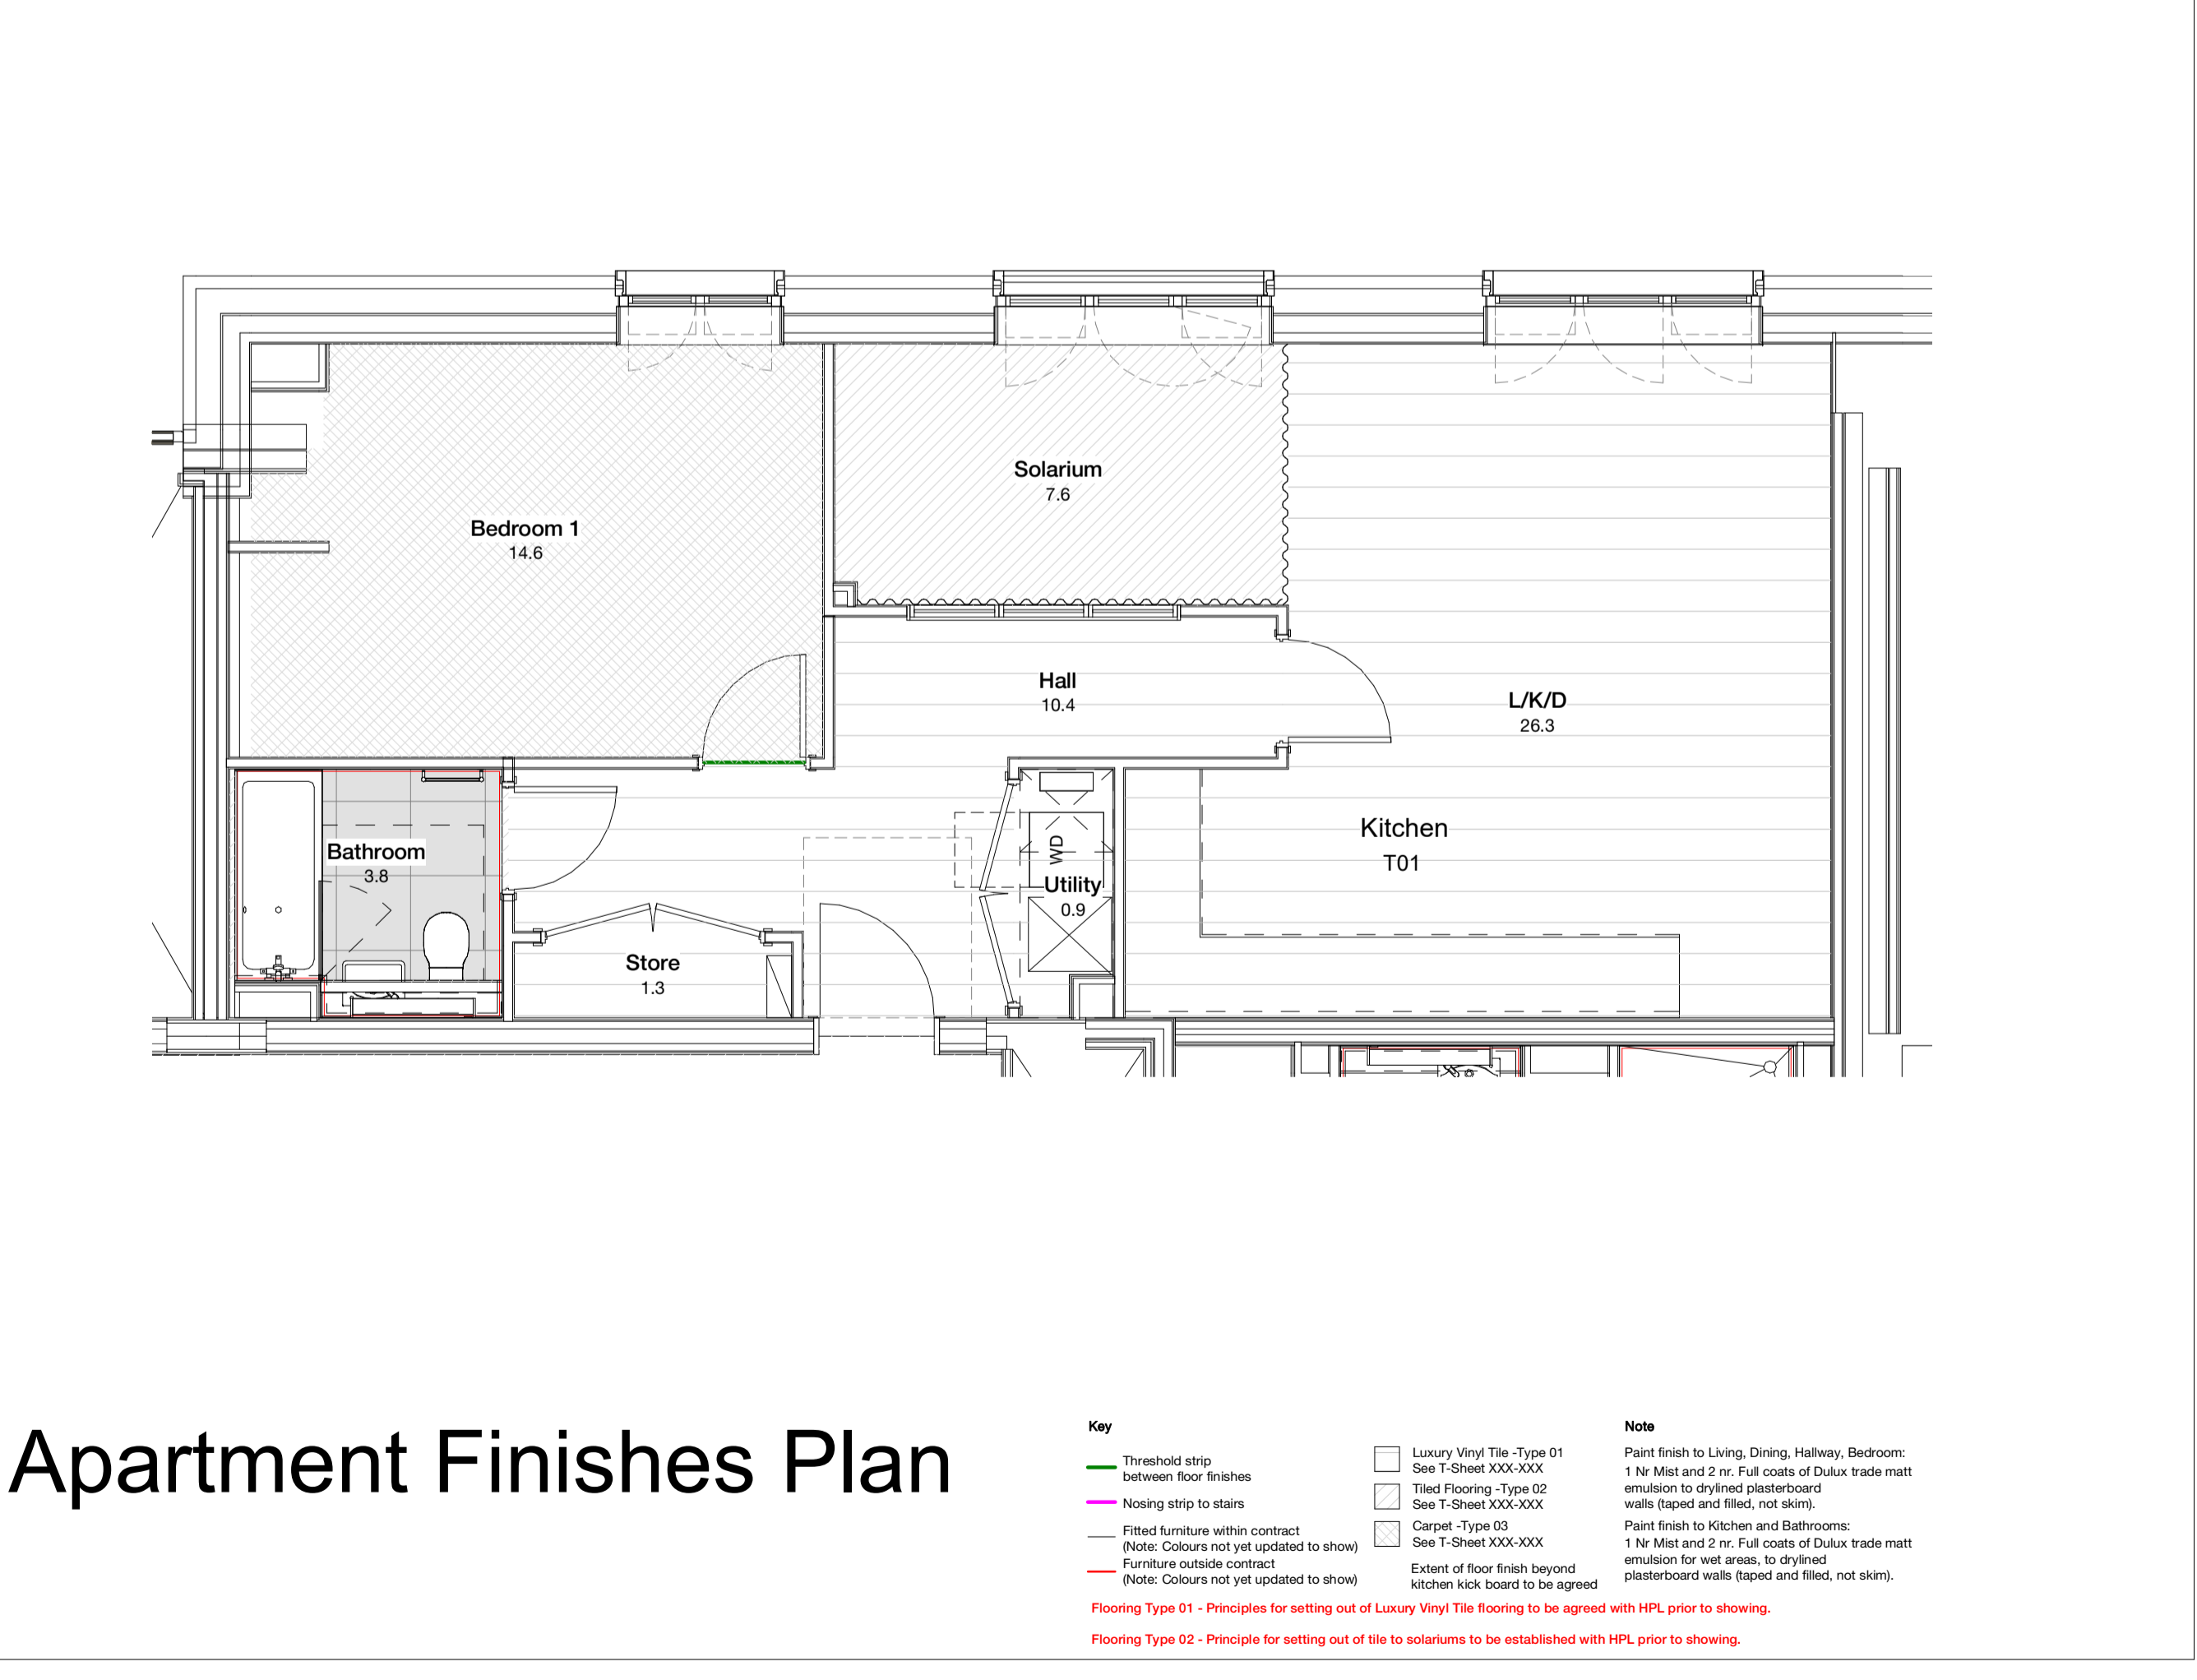 Bedroom 1
14.6
Solarium
7.6
Hall
10.4
L/K/D
26.3
Bathroom
3.8
Store
1.3
WD
Utility
0.9
Kitchen
T01
Apartment Finishes Plan
Key
Threshold strip
between floor finishes
Nosing strip to stairs
Fitted furniture within contract
(Note: Colours not yet updated to show)
Furniture outside contract
(Note: Colours not yet updated to show)
Luxury Vinyl Tile -Type 01
See T-Sheet XXX-XXX
Tiled Flooring -Type 02
See T-Sheet XXX-XXX
Carpet -Type 03
See T-Sheet XXX-XXX
Extent of floor finish beyond
kitchen kick board to be agreed
Note
Paint finish to Living, Dining, Hallway, Bedroom:
1 Nr Mist and 2 nr. Full coats of Dulux trade matt
emulsion to drylined plasterboard
walls (taped and filled, not skim).
Paint finish to Kitchen and Bathrooms:
1 Nr Mist and 2 nr. Full coats of Dulux trade matt
emulsion for wet areas, to drylined
plasterboard walls (taped and filled, not skim).
Flooring Type 01 - Principles for setting out of Luxury Vinyl Tile flooring to be agreed with HPL prior to showing.
Flooring Type 02 - Principle for setting out of tile to solariums to be established with HPL prior to showing.